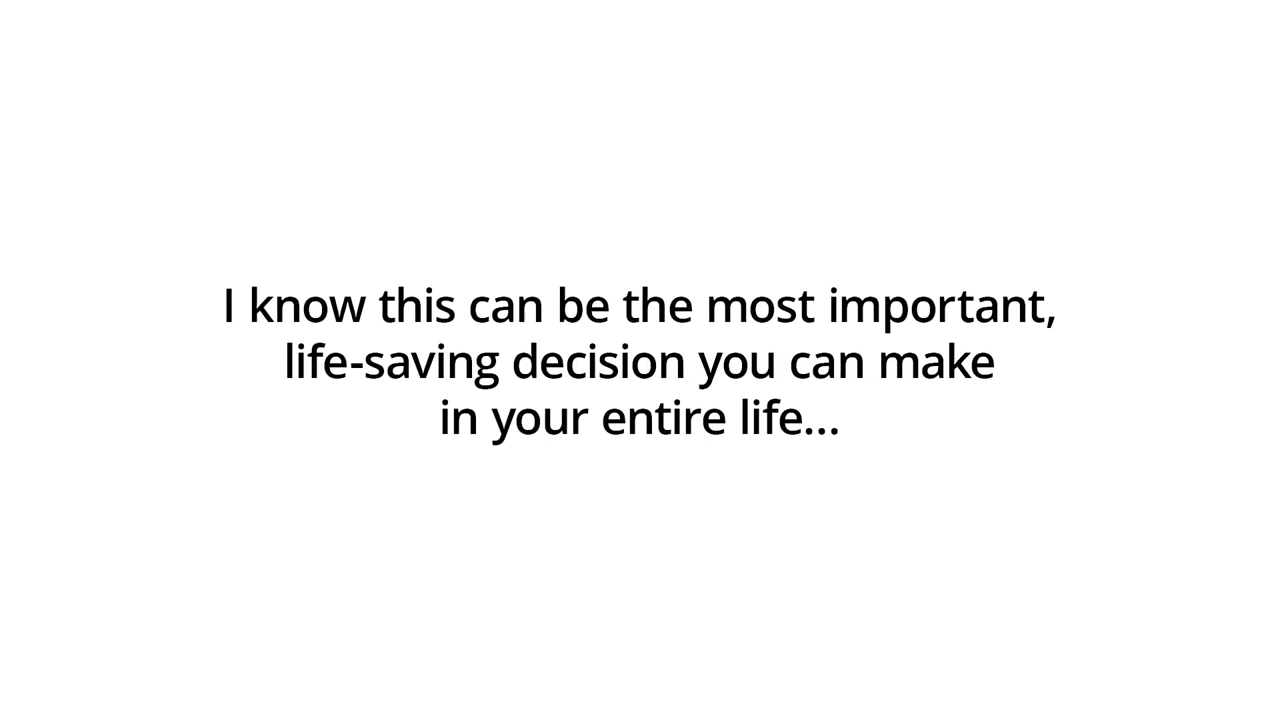 I know this can be the most important,
life-saving decision you can make
in your entire life...